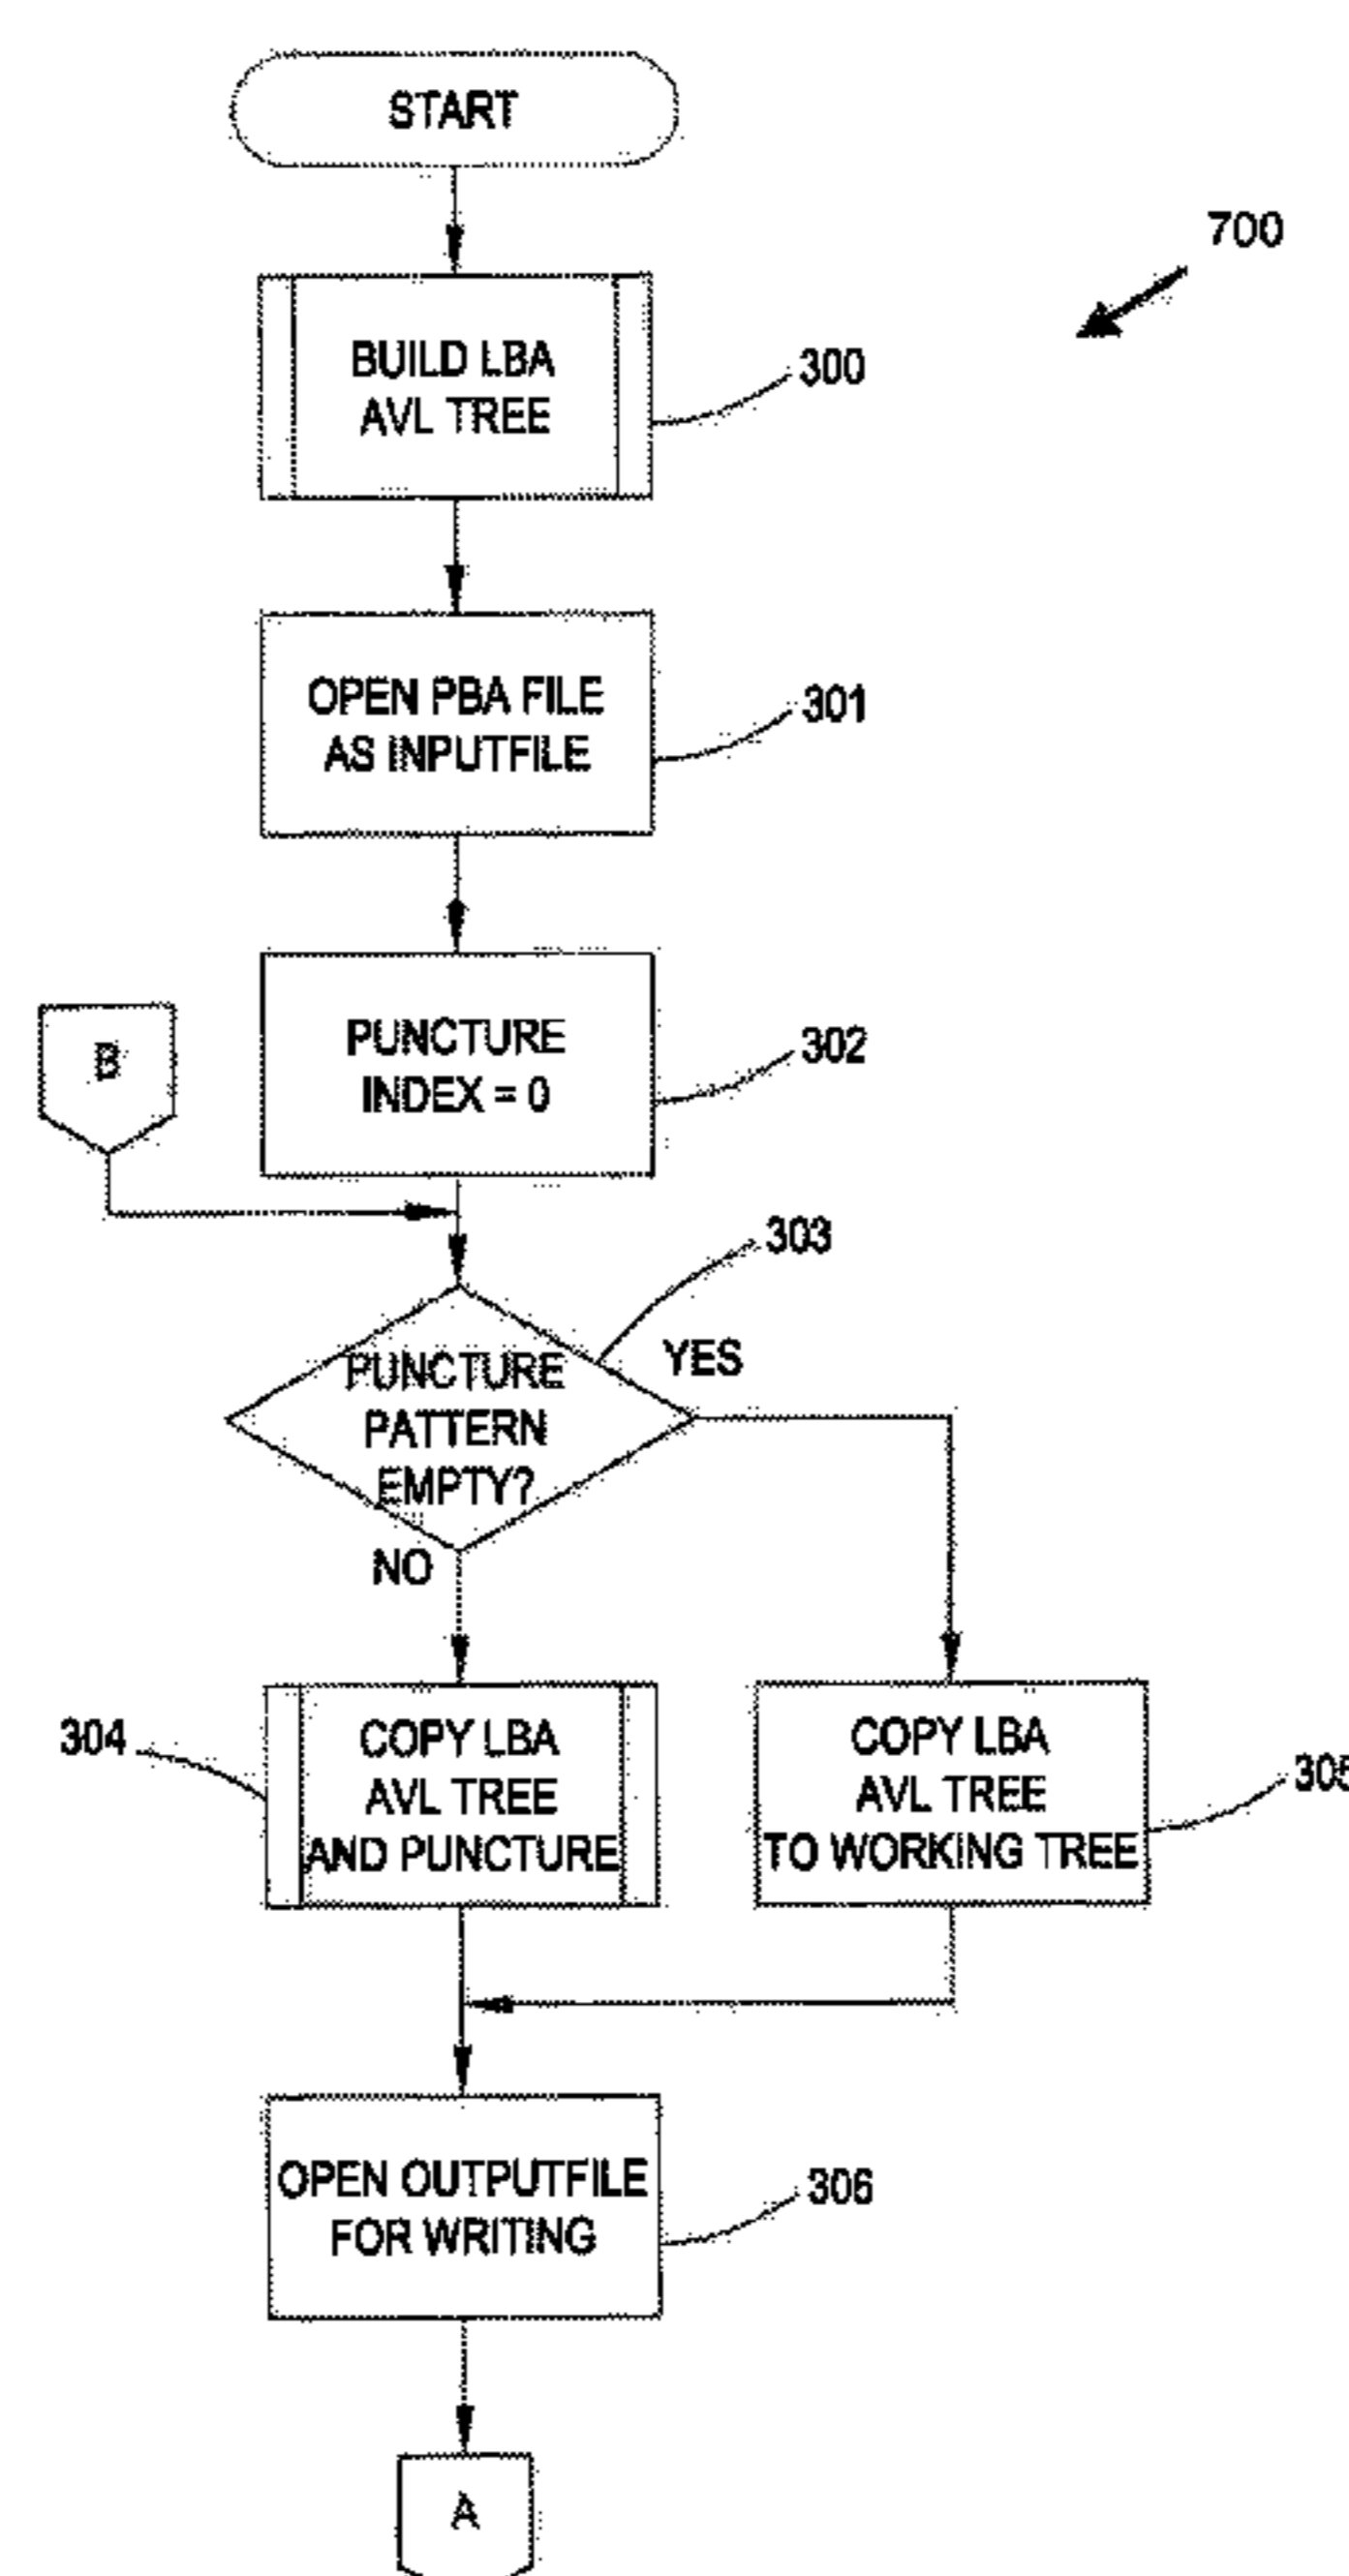 START
700
BUILD LBA
AVL TREE
300
OPEN PBA FILE
AS INPUTFILE
301
B
PUNCTURE
INDEX = 0
302
303
PUNCTURE
PATTERN
EMPTY?
YES
NO
304
COPY LBA
AVL TREE
AND PUNCTURE
COPY LBA
AVL TREE
TO WORKING TREE
305
OPEN OUTPUTFILE
FOR WRITING
306
A